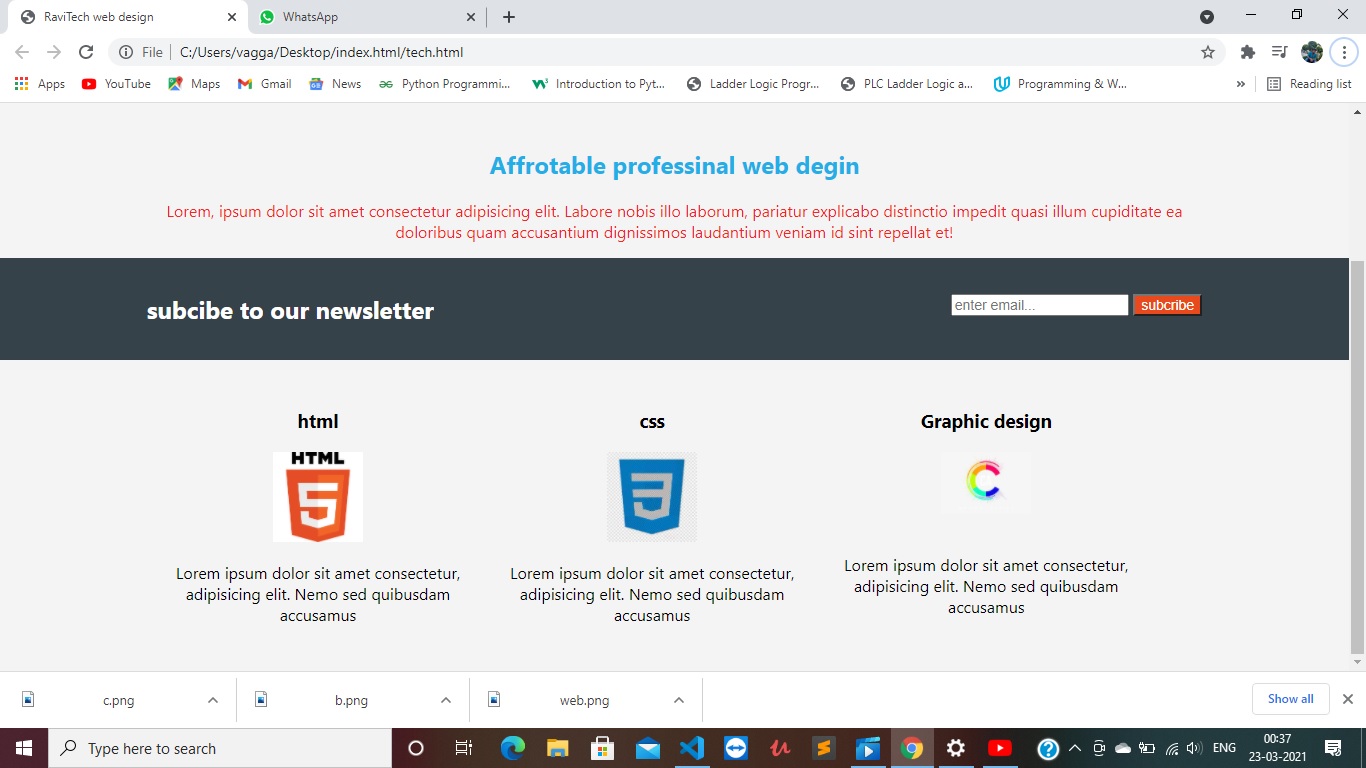 RaviTech web design
WhatsApp
File
C:/Users/vagga/Desktop/index.html/tech.html
Apps
YouTube
Maps
Gmail
News
Python Programmi...
Introduction to Pyt...
Ladder Logic Progr...
PLC Ladder Logic a...
Programming & W...
»
Reading list
Affrotable professinal web degin
Lorem, ipsum dolor sit amet consectetur adipisicing elit. Labore nobis illo laborum, pariatur explicabo distinctio impedit quasi illum cupiditate ea
doloribus quam accusantium dignissimos laudantium veniam id sint repellat et!
subcibe to our newsletter
enter email...
subcribe
html
HTML
5
Lorem ipsum dolor sit amet consectetur,
adipisicing elit. Nemo sed quibusdam
accusamus
css
3
Lorem ipsum dolor sit amet consectetur,
adipisicing elit. Nemo sed quibusdam
accusamus
Graphic design
C
Lorem ipsum dolor sit amet consectetur,
adipisicing elit. Nemo sed quibusdam
accusamus
c.png
b.png
web.png
Show all
Type here to search
ENG
00:37
23-03-2021